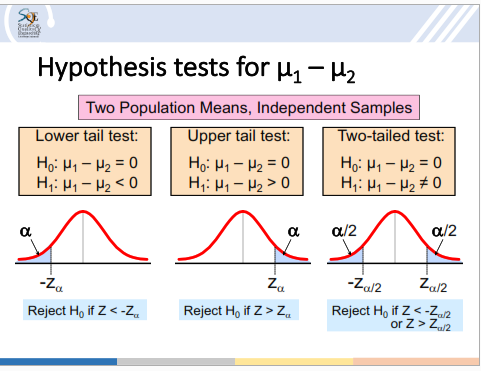 Hypothesis tests for μ₁ – μ₂
Two Population Means, Independent Samples
Lower tail test:
H₀: μ₁ – μ₂ = 0
H₁: μ₁ – μ₂ < 0
Upper tail test:
H₀: μ₁ – μ₂ = 0
H₁: μ₁ – μ₂ > 0
Two-tailed test:
H₀: μ₁ – μ₂ = 0
H₁: μ₁ – μ₂ ≠ 0
α
-zα
Reject H₀ if Z < -Zα
α
zα
Reject H₀ if Z > Zα
α/2
α/2
-zα/2
zα/2
Reject H₀ if Z < -Zα/2
or Z > Zα/2